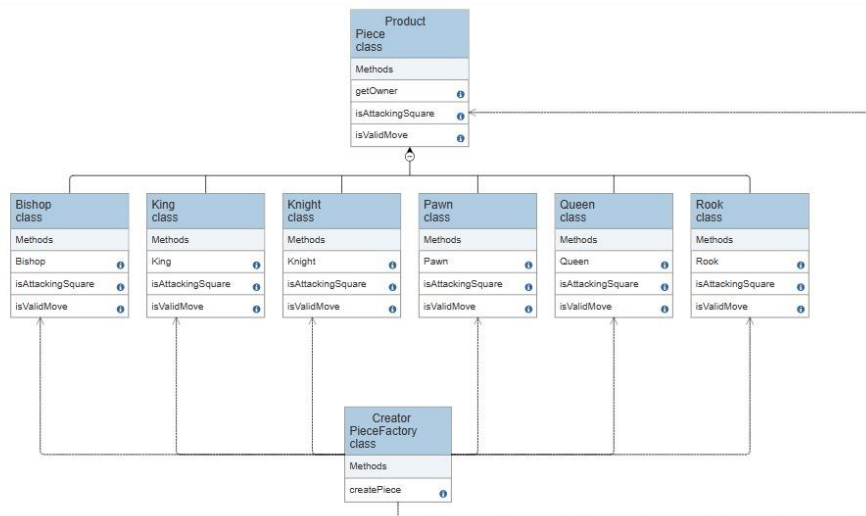 Product
Piece
class
Methods
getOwner
isAttackingSquare
isValidMove
Bishop
class
Methods
Bishop
isAttackingSquare
isValidMove
King
class
Methods
King
isAttackingSquare
isValidMove
Knight
class
Methods
Knight
isAttackingSquare
isValidMove
Pawn
class
Methods
Pawn
isAttackingSquare
isValidMove
Queen
class
Methods
Queen
isAttackingSquare
isValidMove
Rook
class
Methods
Rook
isAttackingSquare
isValidMove
Creator
PieceFactory
class
Methods
createPiece